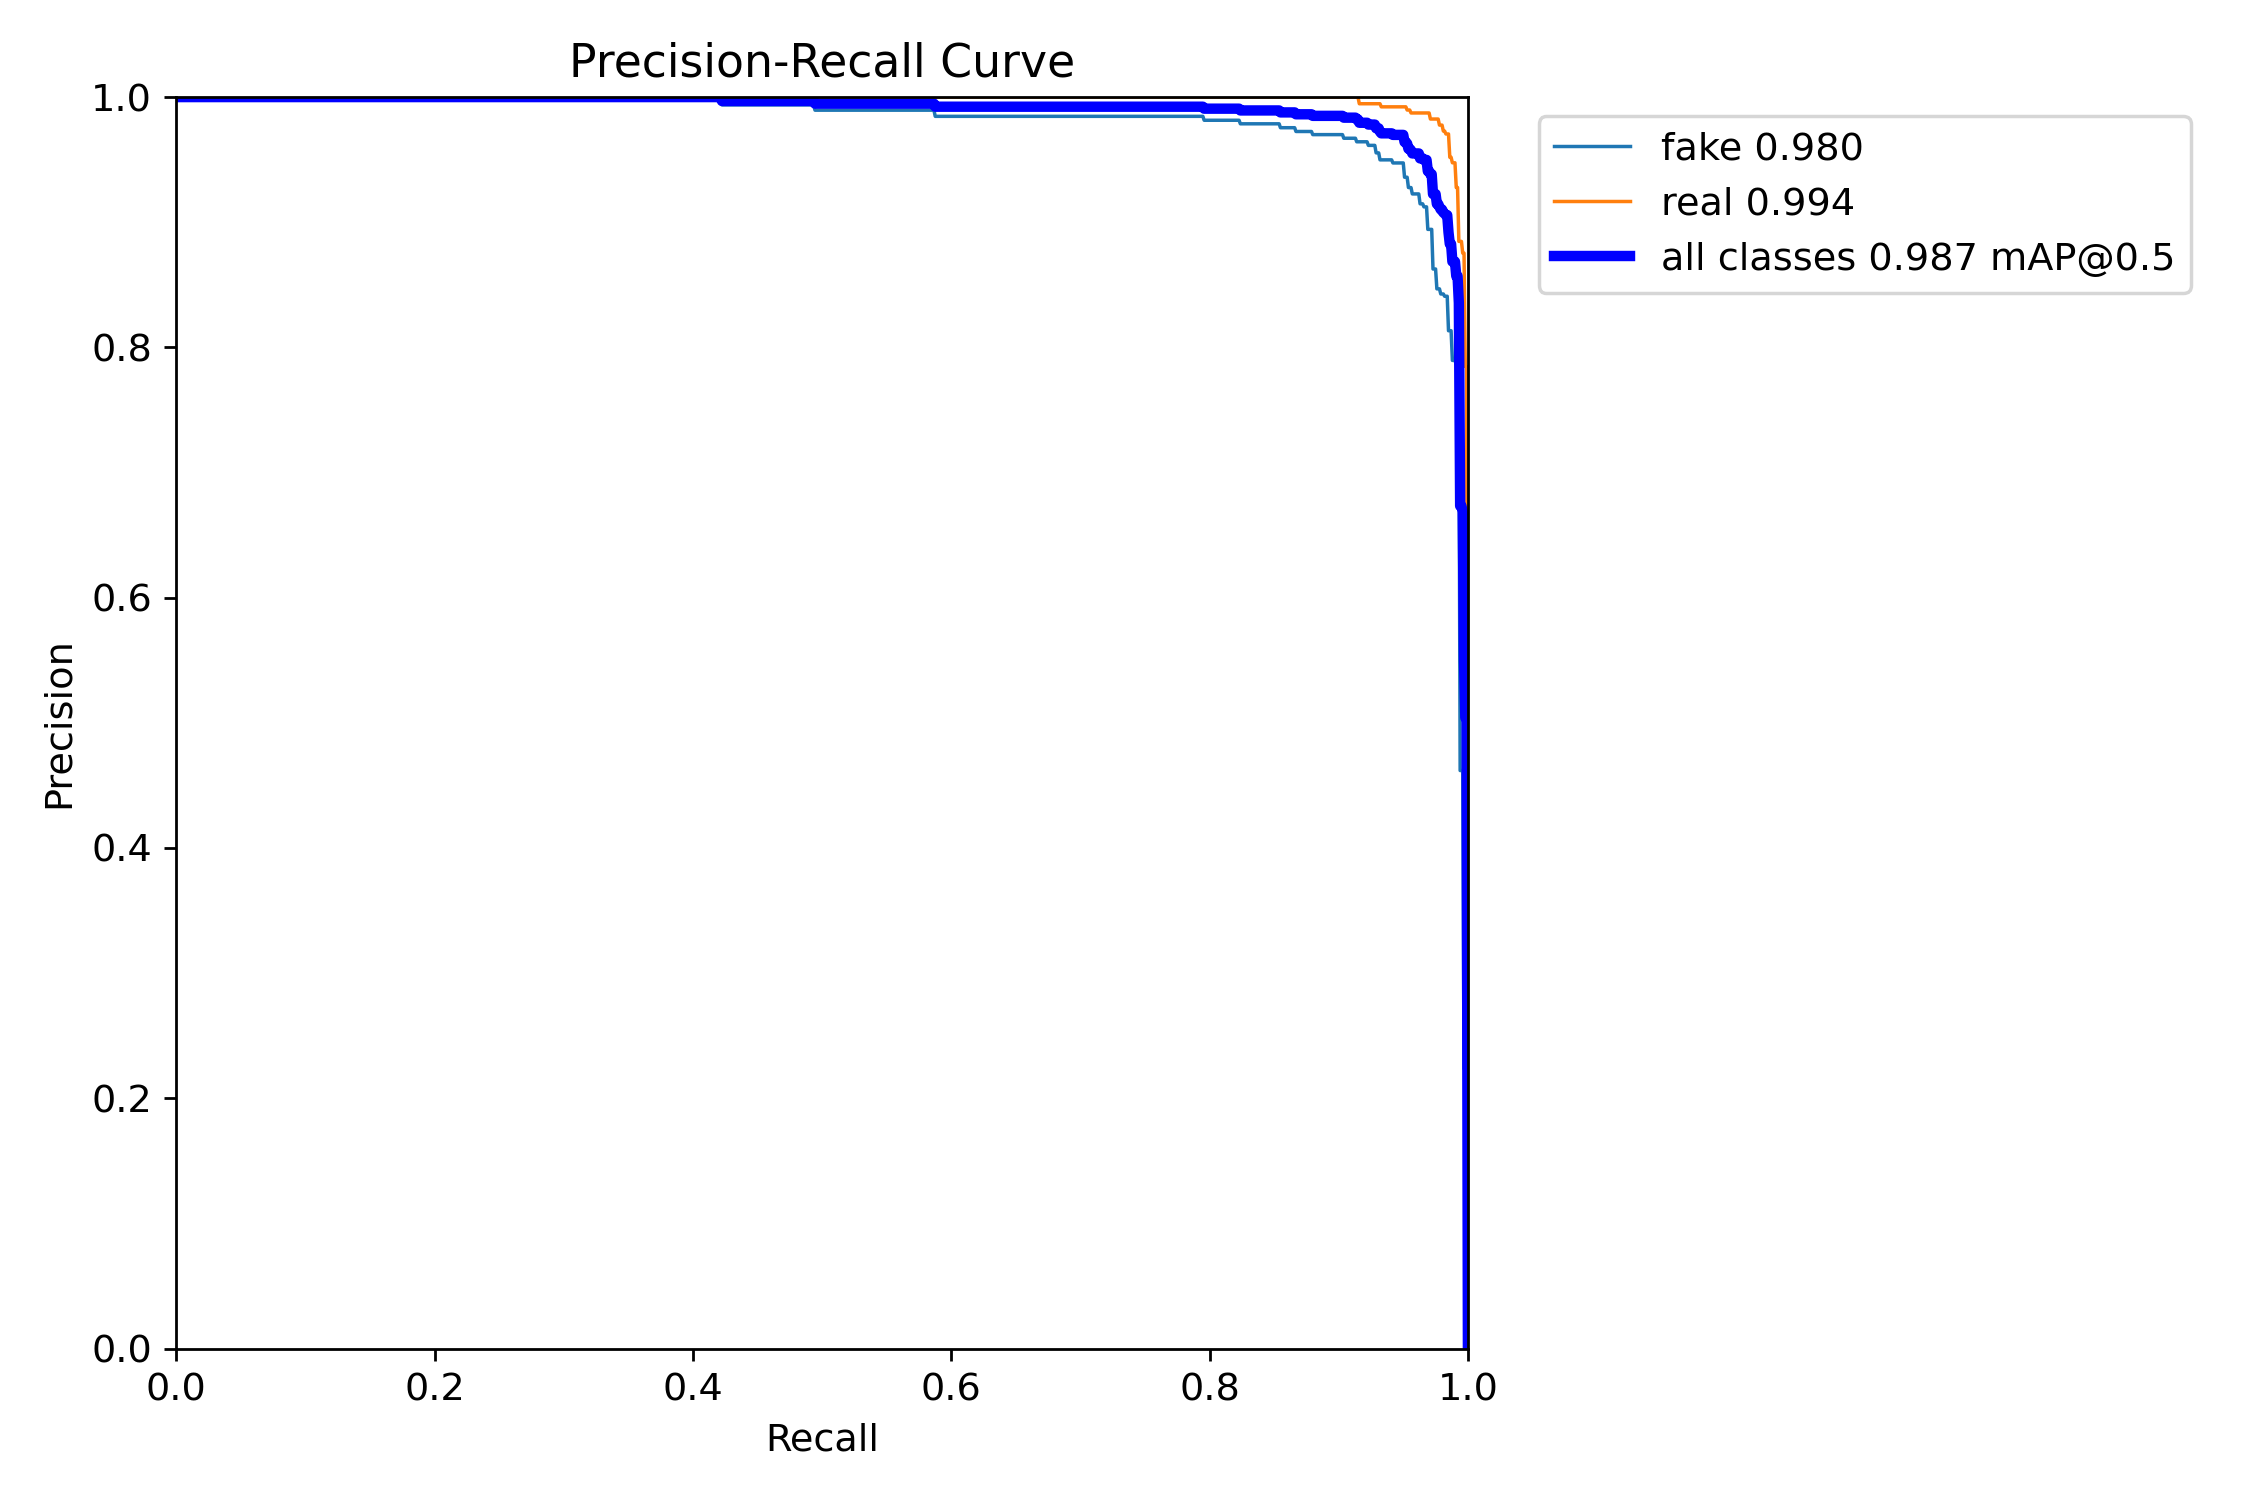 Precision-Recall Curve
1.0
0.8
0.6
0.4
0.2
0.0
Precision
0.0 0.2 0.4 0.6 0.8 1.0
Recall
fake 0.980
real 0.994
all classes 0.987 mAP@0.5